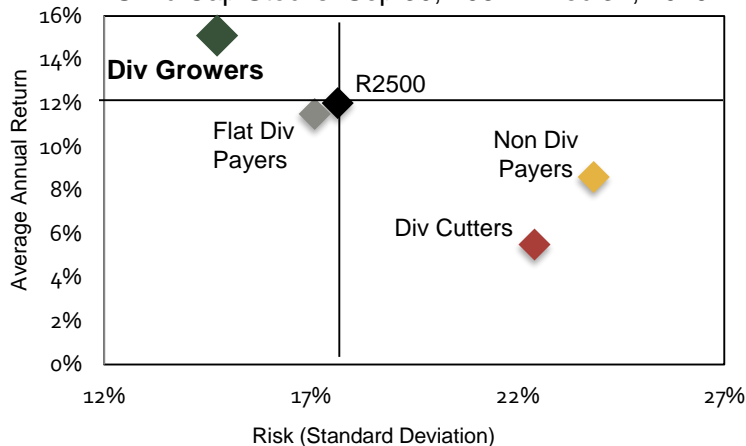 16%
14%
12%
10%
8%
6%
4%
2%
0%
Average Annual Return
Div Growers
R2500
Flat Div
Payers
Non Div
Payers
Div Cutters
12%
17%
22%
27%
Risk (Standard Deviation)